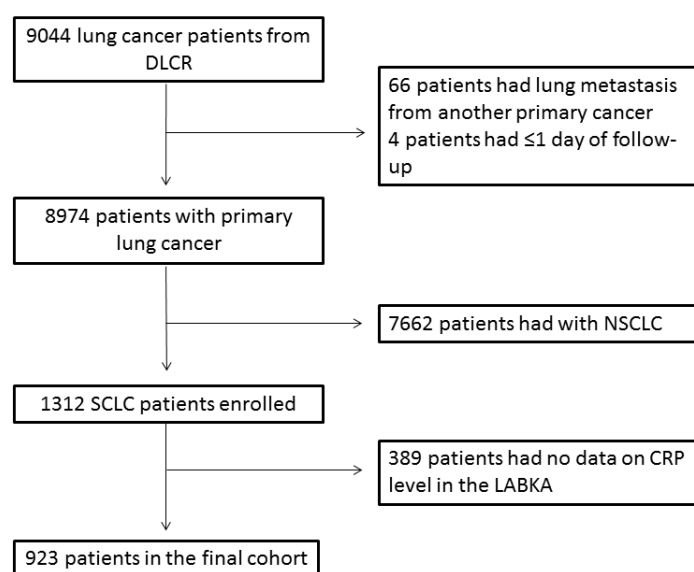 9044 lung cancer patients from
DLCR
66 patients had lung metastasis
from another primary cancer
4 patients had ≤1 day of follow-
up
8974 patients with primary
lung cancer
7662 patients had with NSCLC
1312 SCLC patients enrolled
389 patients had no data on CRP
level in the LABKA
923 patients in the final cohort